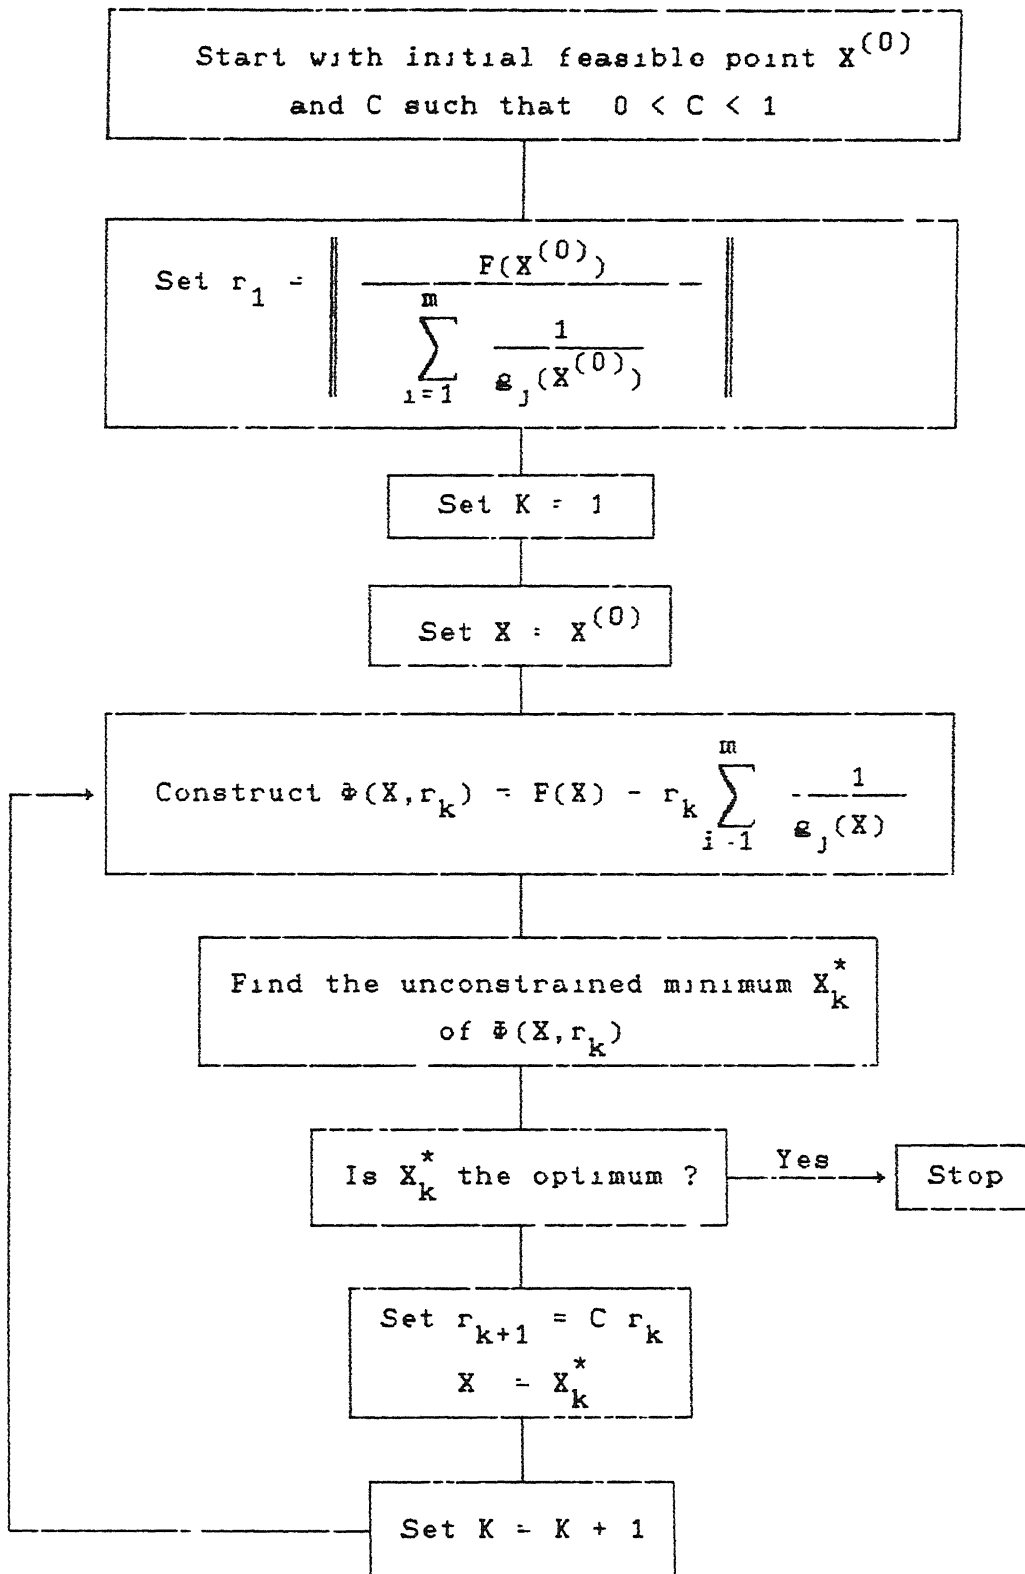 Start with initial feasible point X^(0)
and C such that 0 < C < 1
Set r_1 = ‖ F(X^(0)) / ∑_{i=1}^{m} 1 / g_j(X^(0)) ‖
Set K = 1
Set X = X^(0)
Construct Φ(X,r_k) = F(X) - r_k ∑_{i=1}^{m} 1 / g_j(X)
Find the unconstrained minimum X_k^*
of Φ(X,r_k)
Is X_k^* the optimum ?
Yes
Stop
Set r_{k+1} = C r_k
X = X_k^*
Set K = K + 1